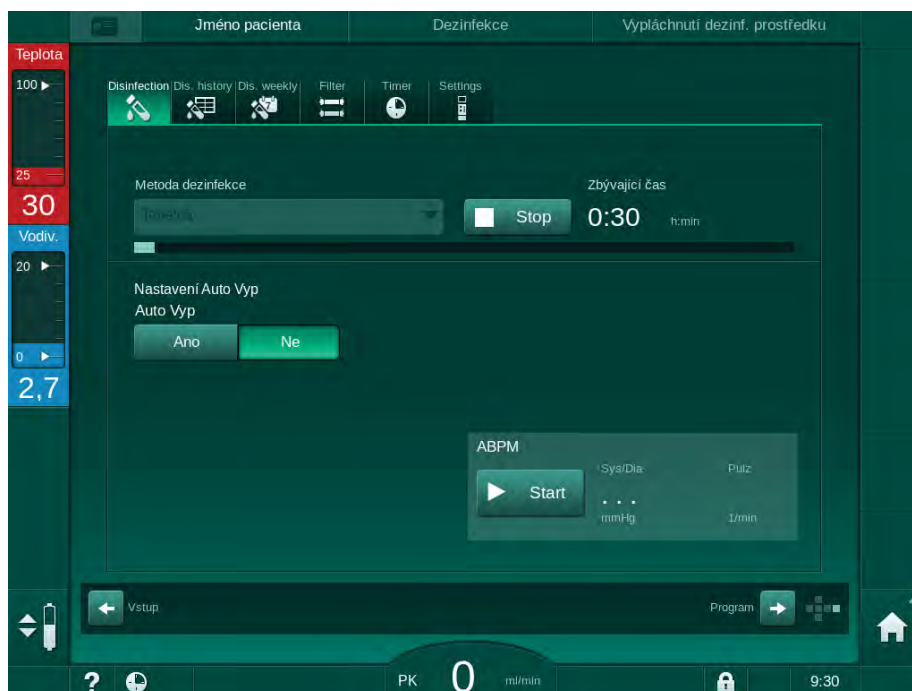 Jméno pacienta Dezinfekce Vypláchnutí dezinf. prostředku
Teplota
100
25
30
Vodiv.
20
0
2,7
Disinfection Dis. history Dis. weekly Filter Timer Settings
7
Metoda dezinfekce
Zbývající čas
Stop
0:30 h:min
Nastavení Auto Vyp
Auto Vyp
Ano Ne
ABPM
Sys/Dia Pulz
Start
. . .
mmHg 1/min
Vstup Program
? PK 0 ml/min 9:30